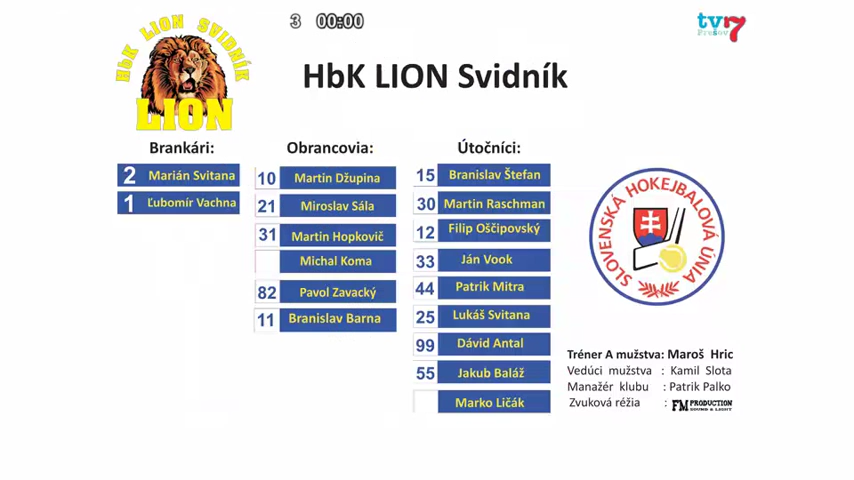 3 00:00
tv7
Prešov
HbK LION SVIDNÍK
LION
HbK LION Svidník
Brankári:
2 Marián Svitana
1 Ľubomír Vachna
Obrancovia:
10 Martin Džupina
21 Miroslav Sála
31 Martin Hopkovič
Michal Koma
82 Pavol Zavacký
11 Branislav Barna
Útočníci:
15 Branislav Štefan
30 Martin Raschman
12 Filip Oščipovský
33 Ján Vook
44 Patrik Mitra
25 Lukáš Svitana
99 Dávid Antal
55 Jakub Baláž
Marko Ličák
SLOVENSKÁ HOKEJBALOVÁ ÚNIA
Tréner A mužstva: Maroš Hric
Vedúci mužstva : Kamil Slota
Manažér klubu : Patrik Palko
Zvuková réžia : FM PRODUCTION
SOUND & LIGHT